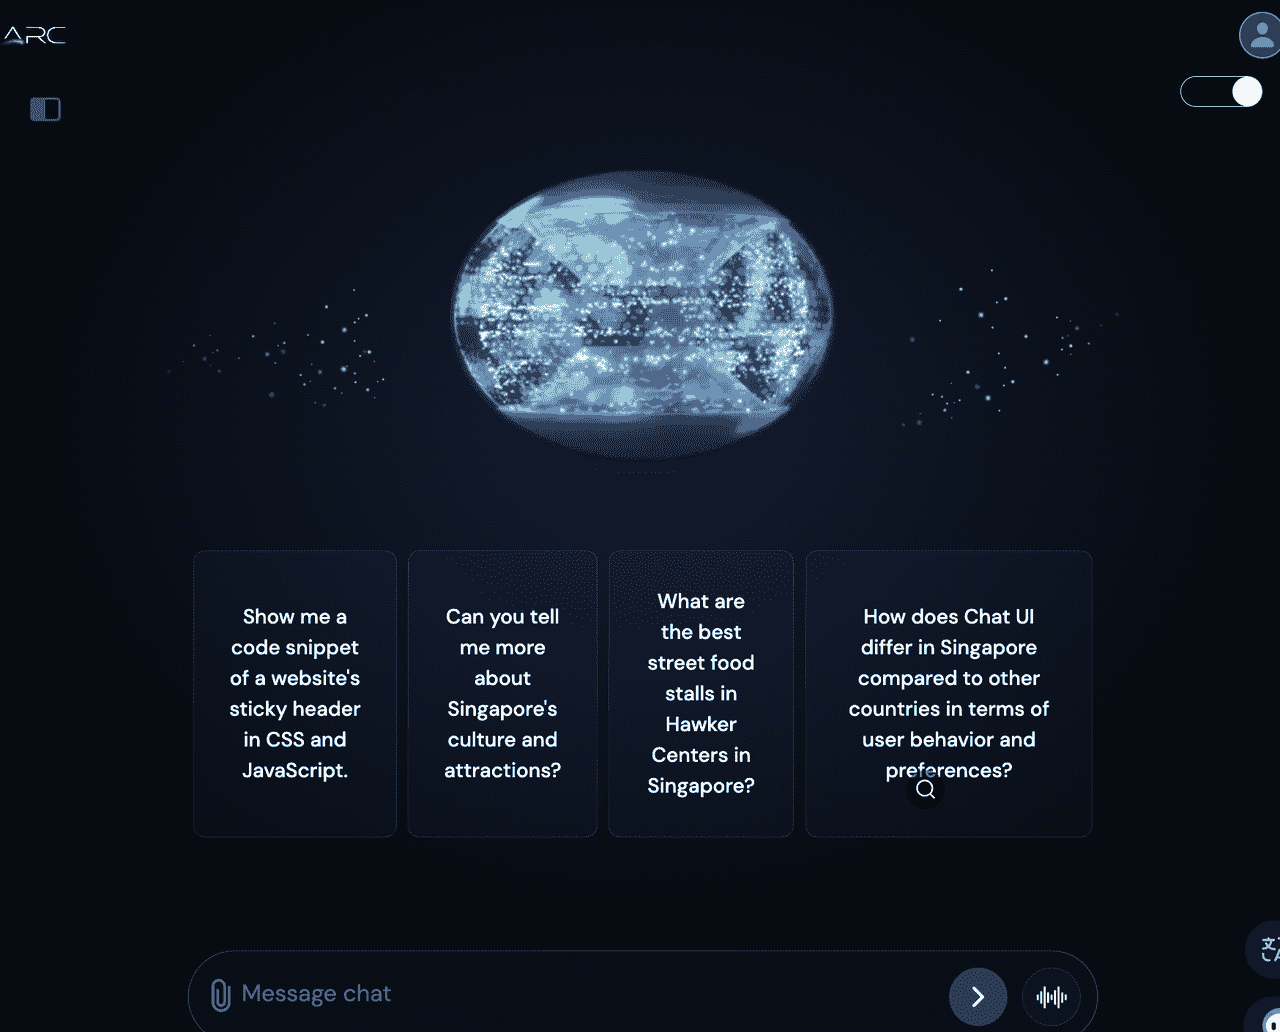 ARC
Show me a
code snippet
of a website's
sticky header
in CSS and
JavaScript.
Can you tell
me more
about
Singapore's
culture and
attractions?
What are
the best
street food
stalls in
Hawker
Centers in
Singapore?
How does Chat UI
differ in Singapore
compared to other
countries in terms of
user behavior and
preferences?
Message chat